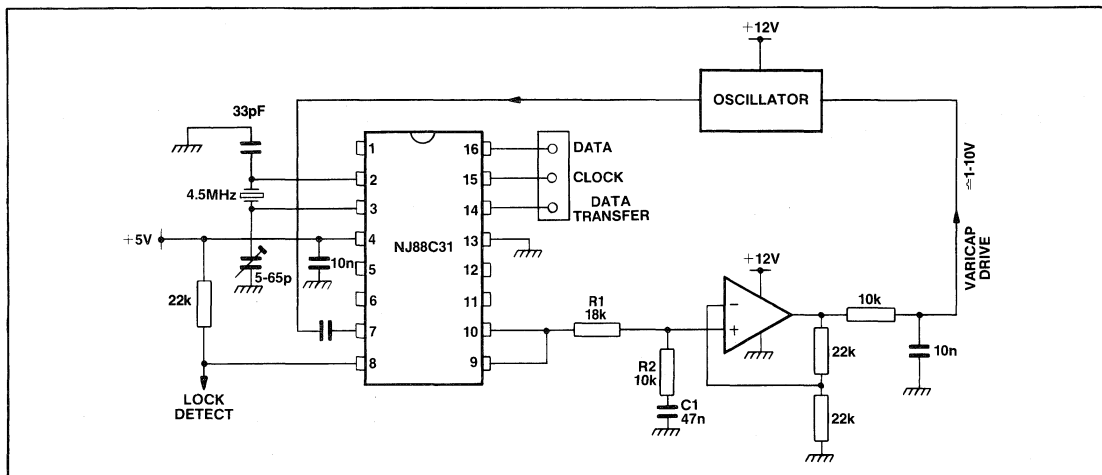 +12V
OSCILLATOR
33pF
4.5MHz
+5V
5-65p
10n
22k
LOCK
DETECT
1
2
3
4
5
6
7
8
NJ88C31
16
15
14
13
12
11
10
9
DATA
CLOCK
DATA
TRANSFER
R1
18k
R2
10k
C1
47n
+12V
−
+
10k
22k
22k
10n
VARICAP
DRIVE
≈1-10V